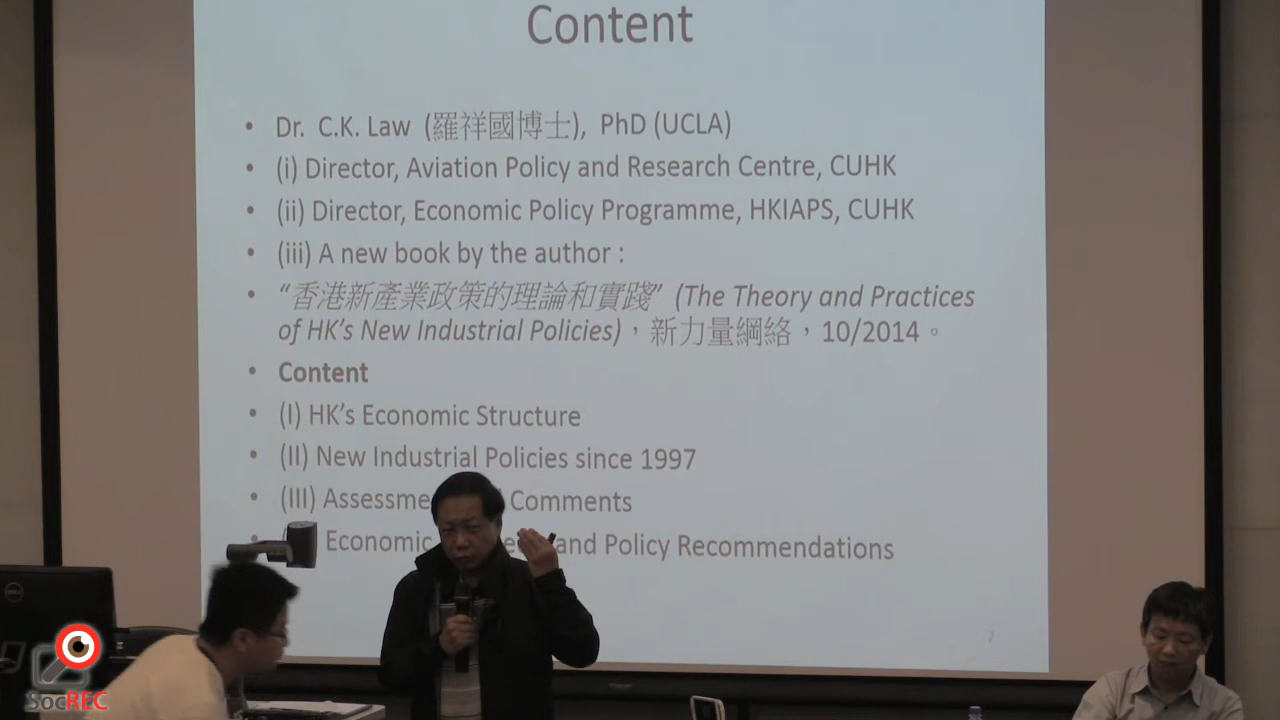 Content
• Dr. C.K. Law (羅祥國博士), PhD (UCLA)
• (i) Director, Aviation Policy and Research Centre, CUHK
• (ii) Director, Economic Policy Programme, HKIAPS, CUHK
• (iii) A new book by the author :
• “香港新產業政策的理論和實踐” (The Theory and Practices
of HK’s New Industrial Policies)，新力量網絡，10/2014。
• Content
• (I) HK’s Economic Structure
• (II) New Industrial Policies since 1997
• (III) Comments
• Economic and Policy Recommendations
7
DELL
SocREC